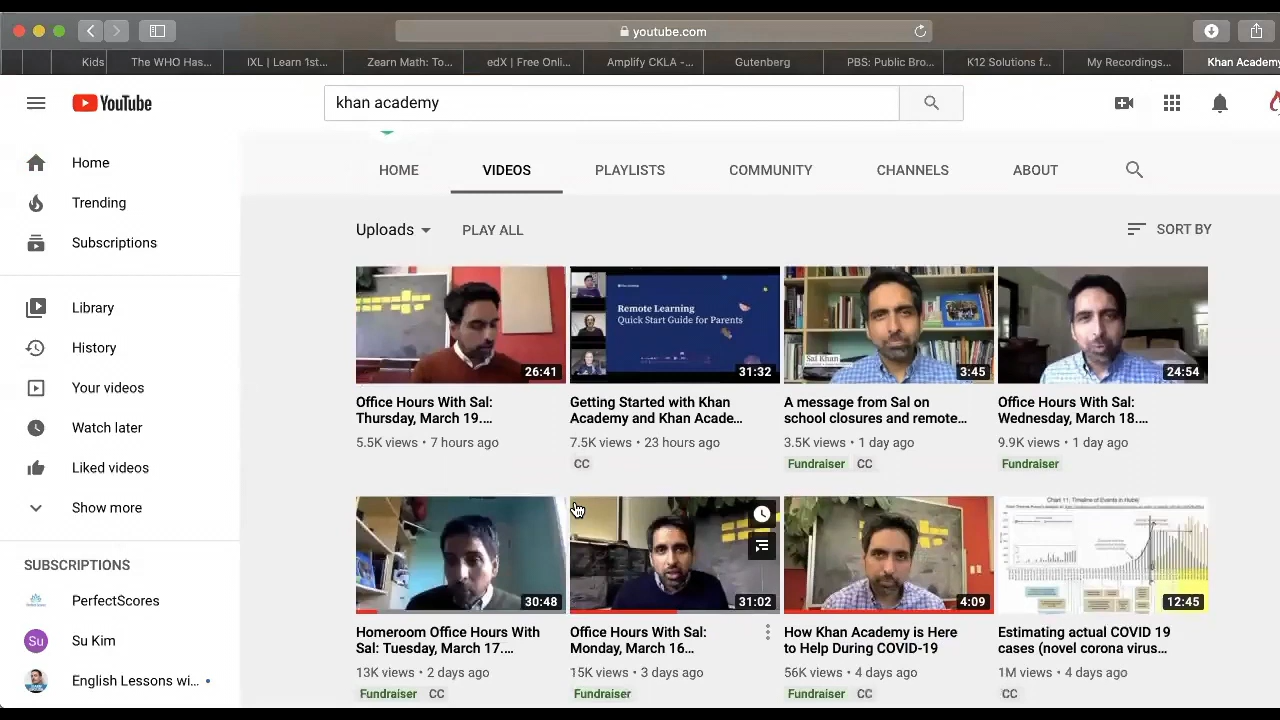 youtube.com
Kids
The WHO Has...
IXL | Learn 1st...
Zearn Math: To...
edX | Free Onli...
Amplify CKLA -...
Gutenberg
PBS: Public Bro...
K12 Solutions f...
My Recordings...
Khan Academy
YouTube
khan academy
Home
Trending
Subscriptions
Library
History
Your videos
Watch later
Liked videos
Show more
SUBSCRIPTIONS
PerfectScores
Su
Su Kim
English Lessons wi...
HOME
VIDEOS
PLAYLISTS
COMMUNITY
CHANNELS
ABOUT
Uploads
PLAY ALL
SORT BY
26:41
Office Hours With Sal:
Thursday, March 19....
5.5K views • 7 hours ago
Remote Learning
Quick Start Guide for Parents
31:32
Getting Started with Khan
Academy and Khan Acade...
7.5K views • 23 hours ago
CC
Sal Khan
3:45
A message from Sal on
school closures and remote...
3.5K views • 1 day ago
Fundraiser CC
24:54
Office Hours With Sal:
Wednesday, March 18....
9.9K views • 1 day ago
Fundraiser
30:48
Homeroom Office Hours With
Sal: Tuesday, March 17....
13K views • 2 days ago
Fundraiser CC
31:02
Office Hours With Sal:
Monday, March 16...
15K views • 3 days ago
Fundraiser
4:09
How Khan Academy is Here
to Help During COVID-19
56K views • 4 days ago
Fundraiser CC
Chart 11: Timeline of Events in Hubei
12:45
Estimating actual COVID 19
cases (novel corona virus...
1M views • 4 days ago
CC